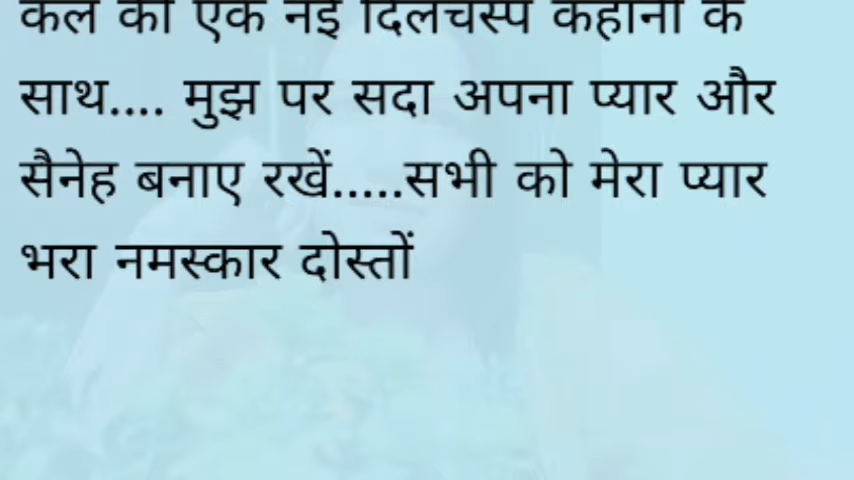 कल की एक नई दिलचस्प कहानी के
साथ.... मुझ पर सदा अपना प्यार और
सैनेह बनाए रखें.....सभी को मेरा प्यार
भरा नमस्कार दोस्तों